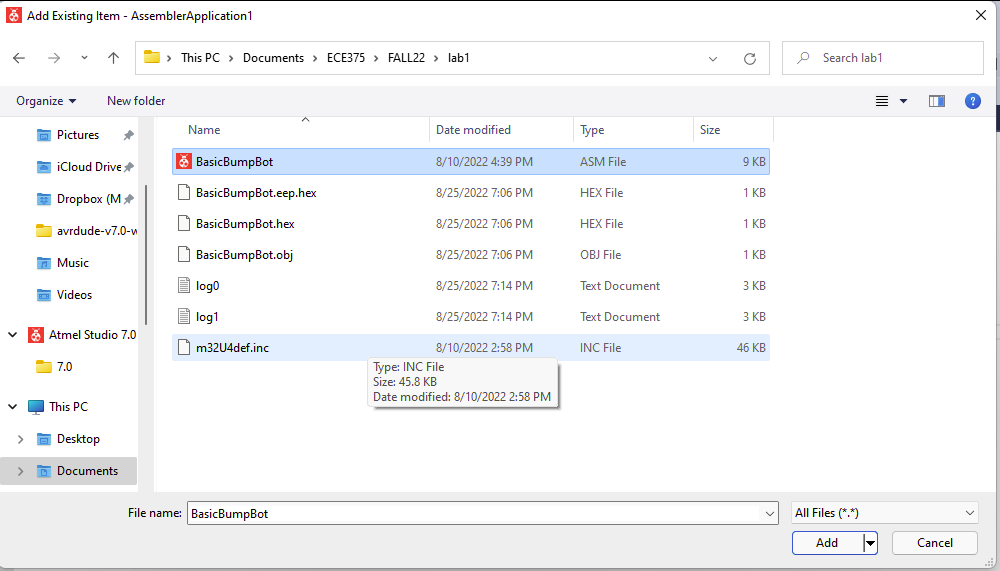 Add Existing Item - AssemblerApplication1
This PC > Documents > ECE375 > FALL22 > lab1
Search lab1
Organize
New folder
Name
Date modified
Type
Size
Pictures
iCloud Drive
Dropbox (M
avrdude-v7.0-w
Music
Videos
Atmel Studio 7.0
7.0
This PC
Desktop
Documents
BasicBumpBot 8/10/2022 4:39 PM ASM File 9 KB
BasicBumpBot.eep.hex 8/25/2022 7:06 PM HEX File 1 KB
BasicBumpBot.hex 8/25/2022 7:06 PM HEX File 1 KB
BasicBumpBot.obj 8/25/2022 7:06 PM OBJ File 1 KB
log0 8/25/2022 7:14 PM Text Document 3 KB
log1 8/25/2022 7:14 PM Text Document 3 KB
m32U4def.inc 8/10/2022 2:58 PM INC File 46 KB
Type: INC File
Size: 45.8 KB
Date modified: 8/10/2022 2:58 PM
File name: BasicBumpBot
All Files (*.*)
Add
Cancel